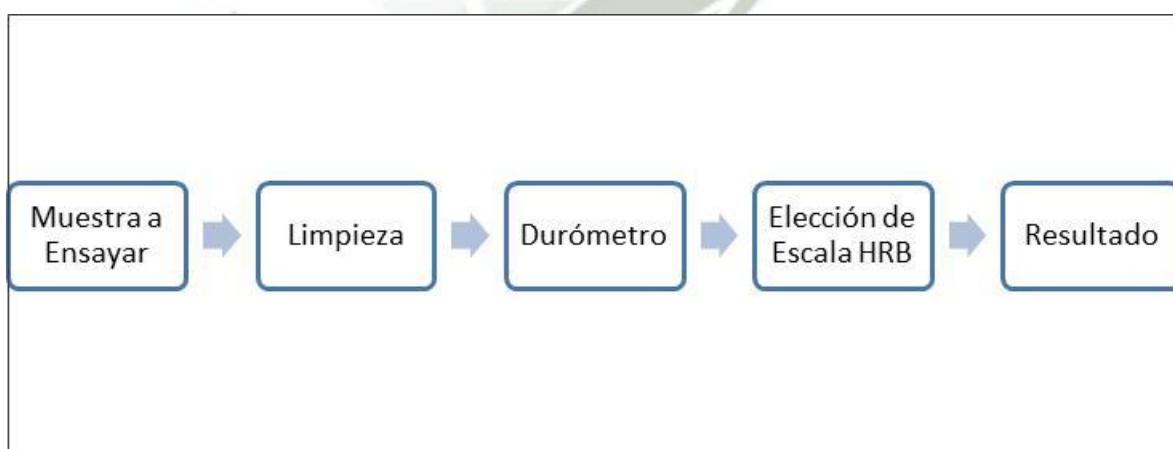 Muestra a
Ensayar
Limpieza
Durómetro
Elección de
Escala HRB
Resultado